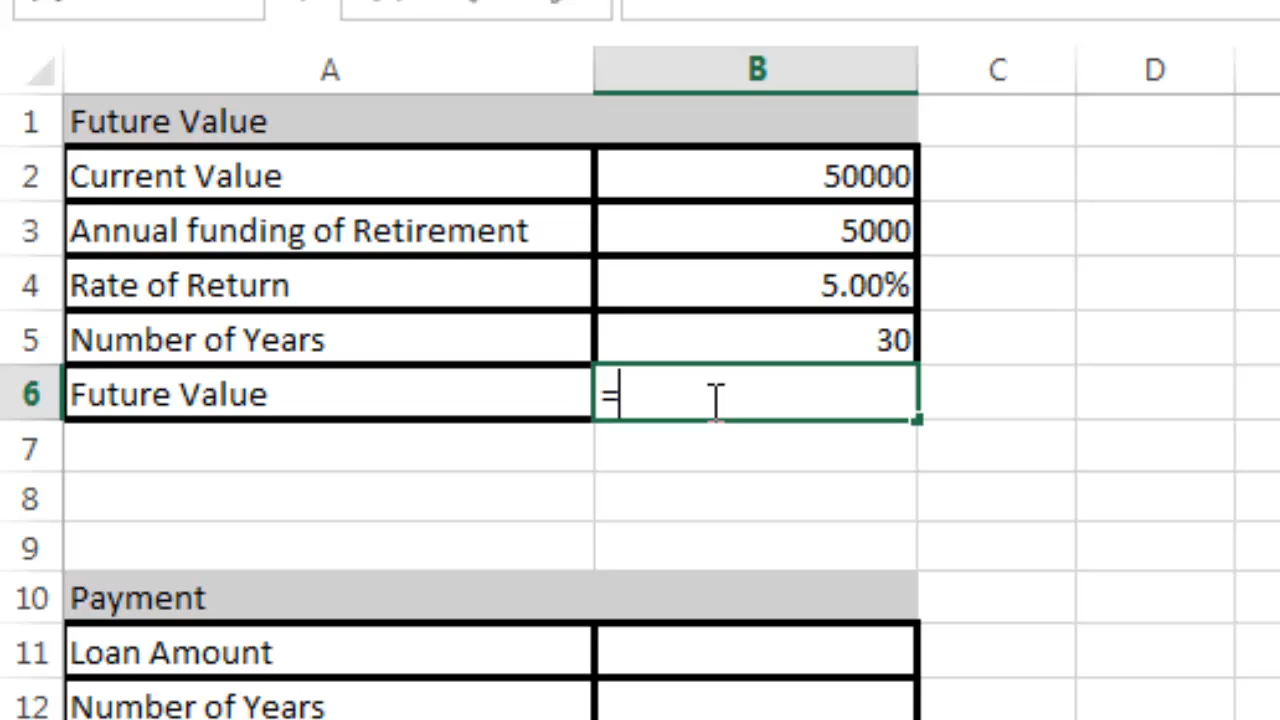 A B C D
1 Future Value
2 Current Value 50000
3 Annual funding of Retirement 5000
4 Rate of Return 5.00%
5 Number of Years 30
6 Future Value =
7
8
9
10 Payment
11 Loan Amount
12 Number of Years